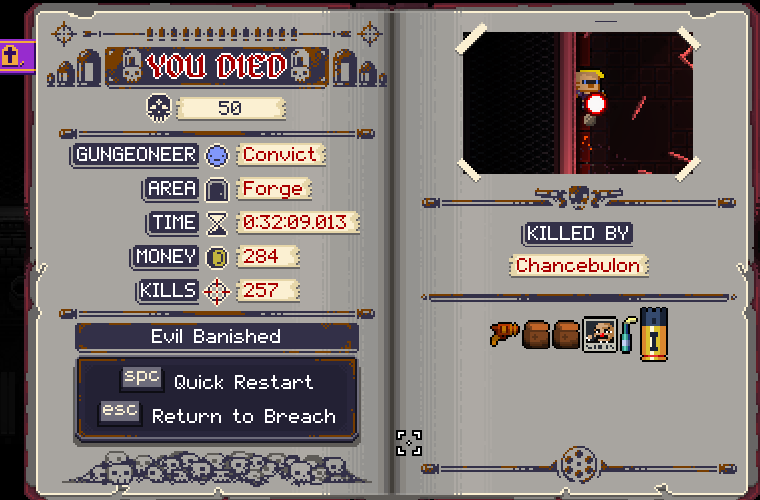 YOU DIED
50
GUNGEONEER Convict
AREA Forge
TIME 0:32:09.013
MONEY 284
KILLS 257
Evil Banished
spc Quick Restart
esc Return to Breach
KILLED BY
Chancebulon
I